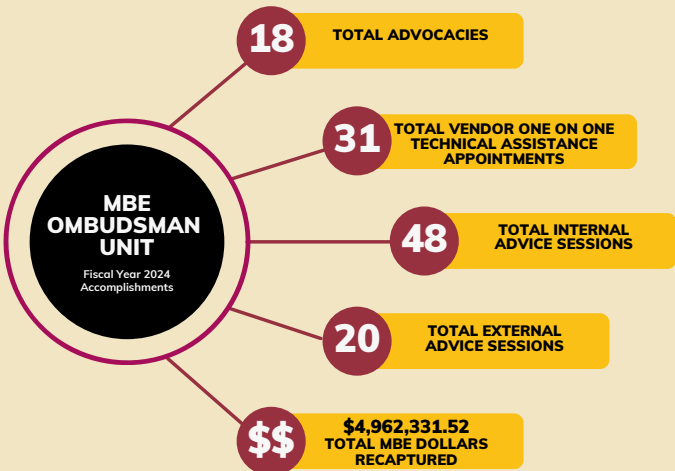 MBE
OMBUDSMAN
UNIT
Fiscal Year 2024
Accomplishments
18
TOTAL ADVOCACIES
31
TOTAL VENDOR ONE ON ONE
TECHNICAL ASSISTANCE
APPOINTMENTS
48
TOTAL INTERNAL
ADVICE SESSIONS
20
TOTAL EXTERNAL
ADVICE SESSIONS
$$
$4,962,331.52
TOTAL MBE DOLLARS
RECAPTURED